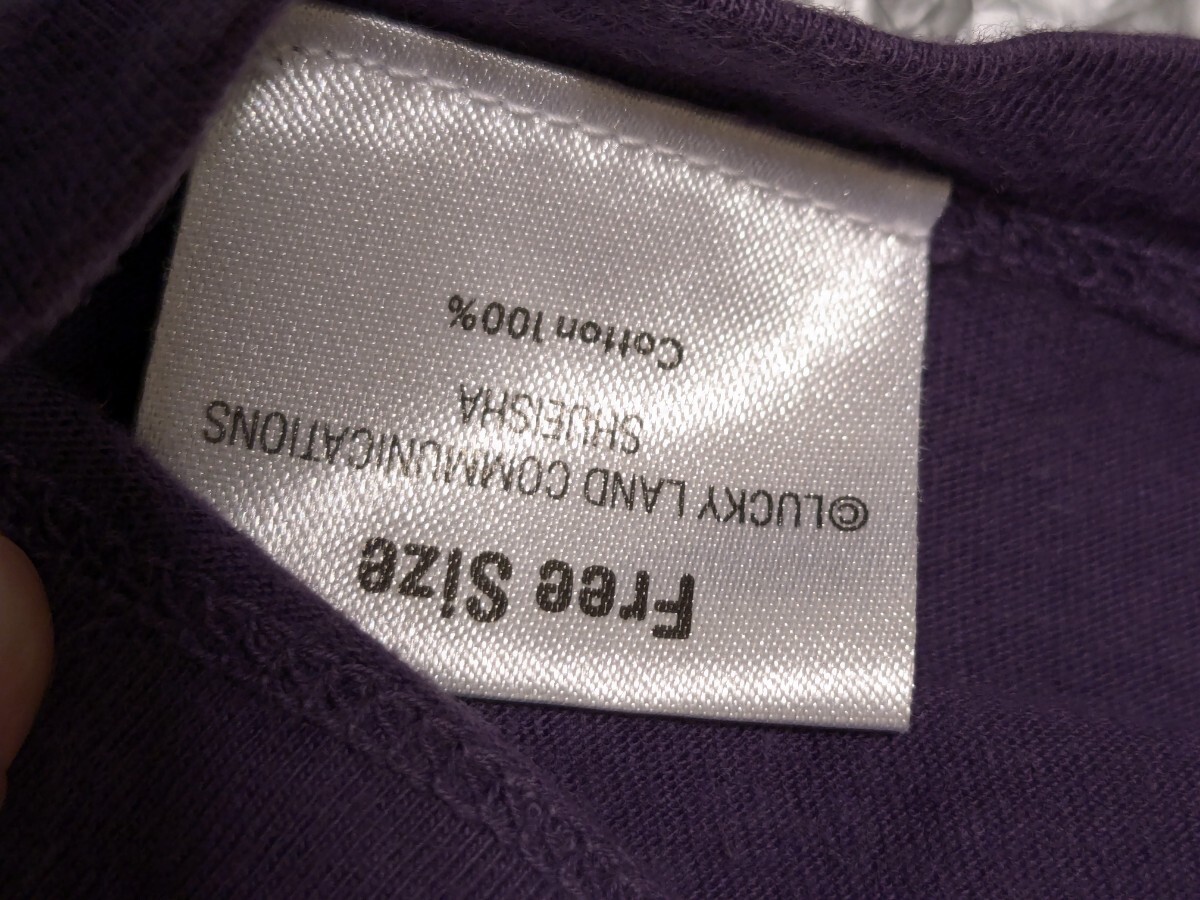 Free Size
©LUCKY LAND COMMUNICATIONS
SHUEISHA
Cotton 100%